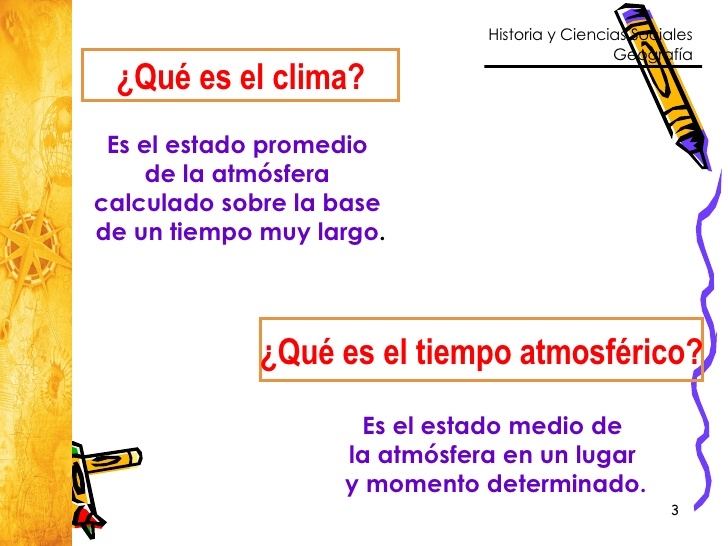 Historia y Ciencias Sociales
Geografía
¿Qué es el clima?
Es el estado promedio
de la atmósfera
calculado sobre la base
de un tiempo muy largo.
¿Qué es el tiempo atmosférico?
Es el estado medio de
la atmósfera en un lugar
y momento determinado.
3